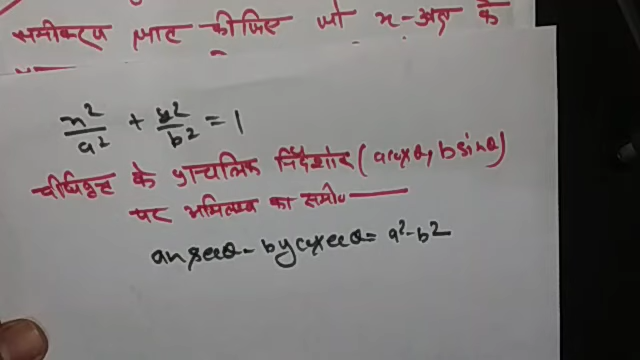 समीकरण ज्ञात कीजिए जो x-अक्ष के
x²/a² + y²/b² = 1
दीर्घवृत्त के प्राचलिक निर्देशांक (a cosθ, b sinθ)
पर अभिलम्ब का समी०
ax secθ - by cosecθ = a²-b²